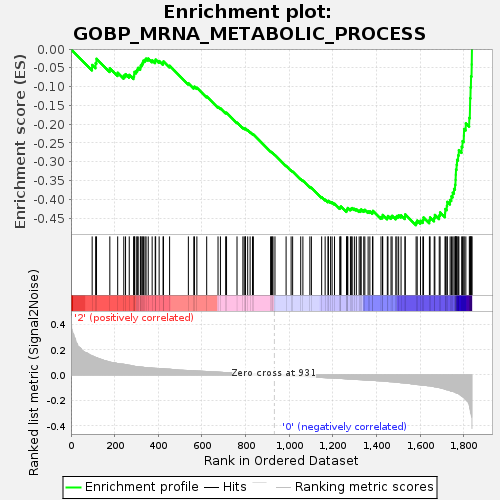 Enrichment plot:
GOBP_MRNA_METABOLIC_PROCESS
Enrichment score (ES)
0.00
-0.05
-0.10
-0.15
-0.20
-0.25
-0.30
-0.35
-0.40
-0.45
'2' (positively correlated)
Ranked list metric (Signal2Noise)
0.4
0.2
0.0
-0.2
-0.4
Zero cross at 931
'0' (negatively correlated)
0 200 400 600 800 1,000 1,200 1,400 1,600 1,800
Rank in Ordered Dataset
Enrichment profile Hits Ranking metric scores